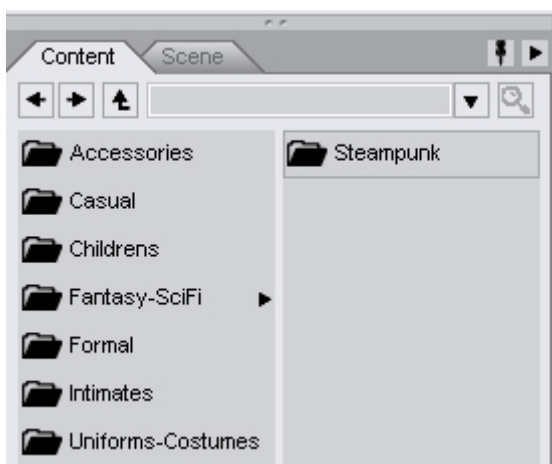 Content Scene
Accessories
Casual
Childrens
Fantasy-SciFi
Formal
Intimates
Uniforms-Costumes
Steampunk